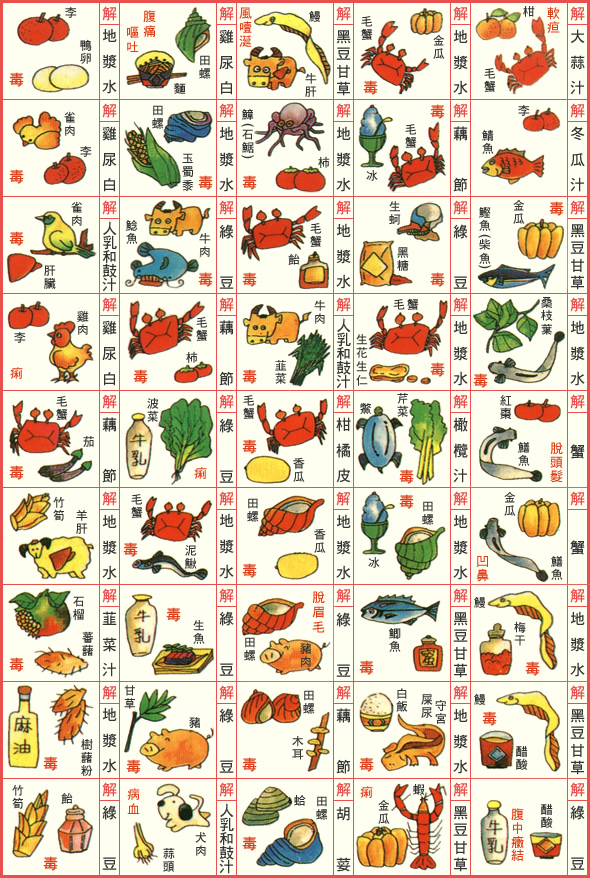 李
鴨卵
毒
解
地漿水
腹痛
嘔吐
田螺
麵
解
雞尿白
風噎涎
鰻
牛肝
解
黑豆甘草
毛蟹
金瓜
毒
解
地漿水
柑
軟疸
毛蟹
解
大蒜汁
雀肉
李
毒
解
雞尿白
田螺
玉蜀黍
毒
解
地漿水
鱆(石鮔)
柿
毒
解
地漿水
毒
毛蟹
冰
解
藕節
李
鯖魚
解
冬瓜汁
雀肉
毒
肝臟
解
人乳和鼓汁
鯰魚
牛肉
毒
解
綠豆
毛蟹
飴
毒
解
地漿水
生蚵
黑糖
毒
解
綠豆
金瓜
毒
鰹魚(柴魚)
解
黑豆甘草
李
雞肉
痢
解
雞尿白
毛蟹
柿
毒
解
藕節
牛肉
韮菜
毒
解
人乳和鼓汁
毛蟹
生花生仁
毒
解
地漿水
桑枝葉
毒
解
地漿水
毛蟹
茄
毒
解
藕節
波菜
牛乳
痢
解
綠豆
毛蟹
毒
香瓜
解
柑橘皮
鱉
芹菜
毒
解
橄欖汁
紅棗
鱔魚
脫頭髮
解
蟹
竹筍
羊肝
解
地漿水
毛蟹
毒
泥鰍
解
地漿水
田螺
香瓜
毒
解
地漿水
毒
田螺
冰
解
地漿水
金瓜
凹鼻
鱔魚
解
蟹
石榴
蕃藷
毒
解
韮菜汁
牛乳
毒
生魚
解
綠豆
脫眉毛
田螺
豬肉
解
綠豆
鯽魚
毒
蜜
解
黑豆甘草
鰻
梅干
毒
解
地漿水
麻油
樹藷粉
毒
解
地漿水
甘草
豬
毒
解
綠豆
田螺
木耳
毒
解
藕節
白飯
守宮屎尿
毒
解
地漿水
鰻
毒
醋酸
解
黑豆甘草
竹筍
飴
毒
解
綠豆
病血
蒜頭
犬肉
解
人乳和鼓汁
蛤
田螺
毒
解
胡荽
痢
金瓜
蝦
解
黑豆甘草
牛乳
腹中癥結
醋酸
解
綠豆